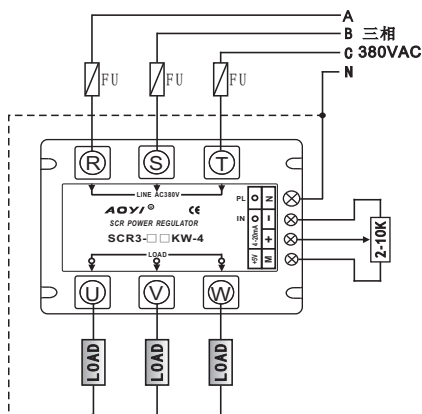 A
B 三相
C 380VAC
N
FU FU FU
R S T
LINE AC380V
PL N
AOYi® CE
IN −
SCR POWER REGULATOR
4-20mA +
SCR3-□ □KW-4
LOAD
+5V M
2-10K
U V W
LOAD LOAD LOAD